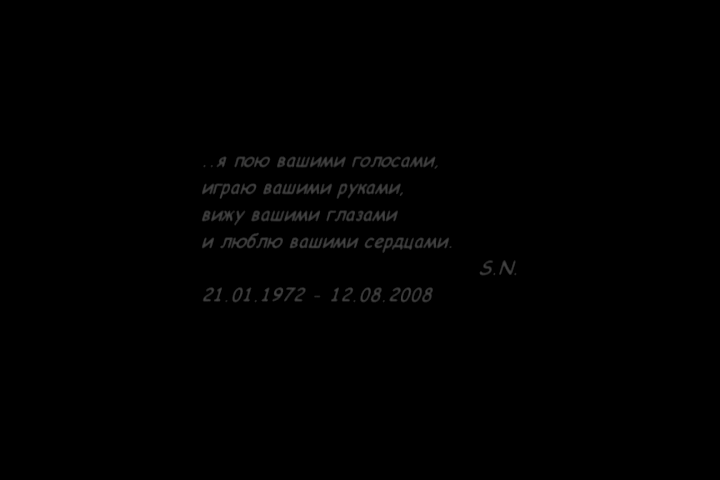 ..я пою вашими голосами,
играю вашими руками,
вижу вашими глазами
и люблю вашими сердцами.
S.N.
21.01.1972 - 12.08.2008